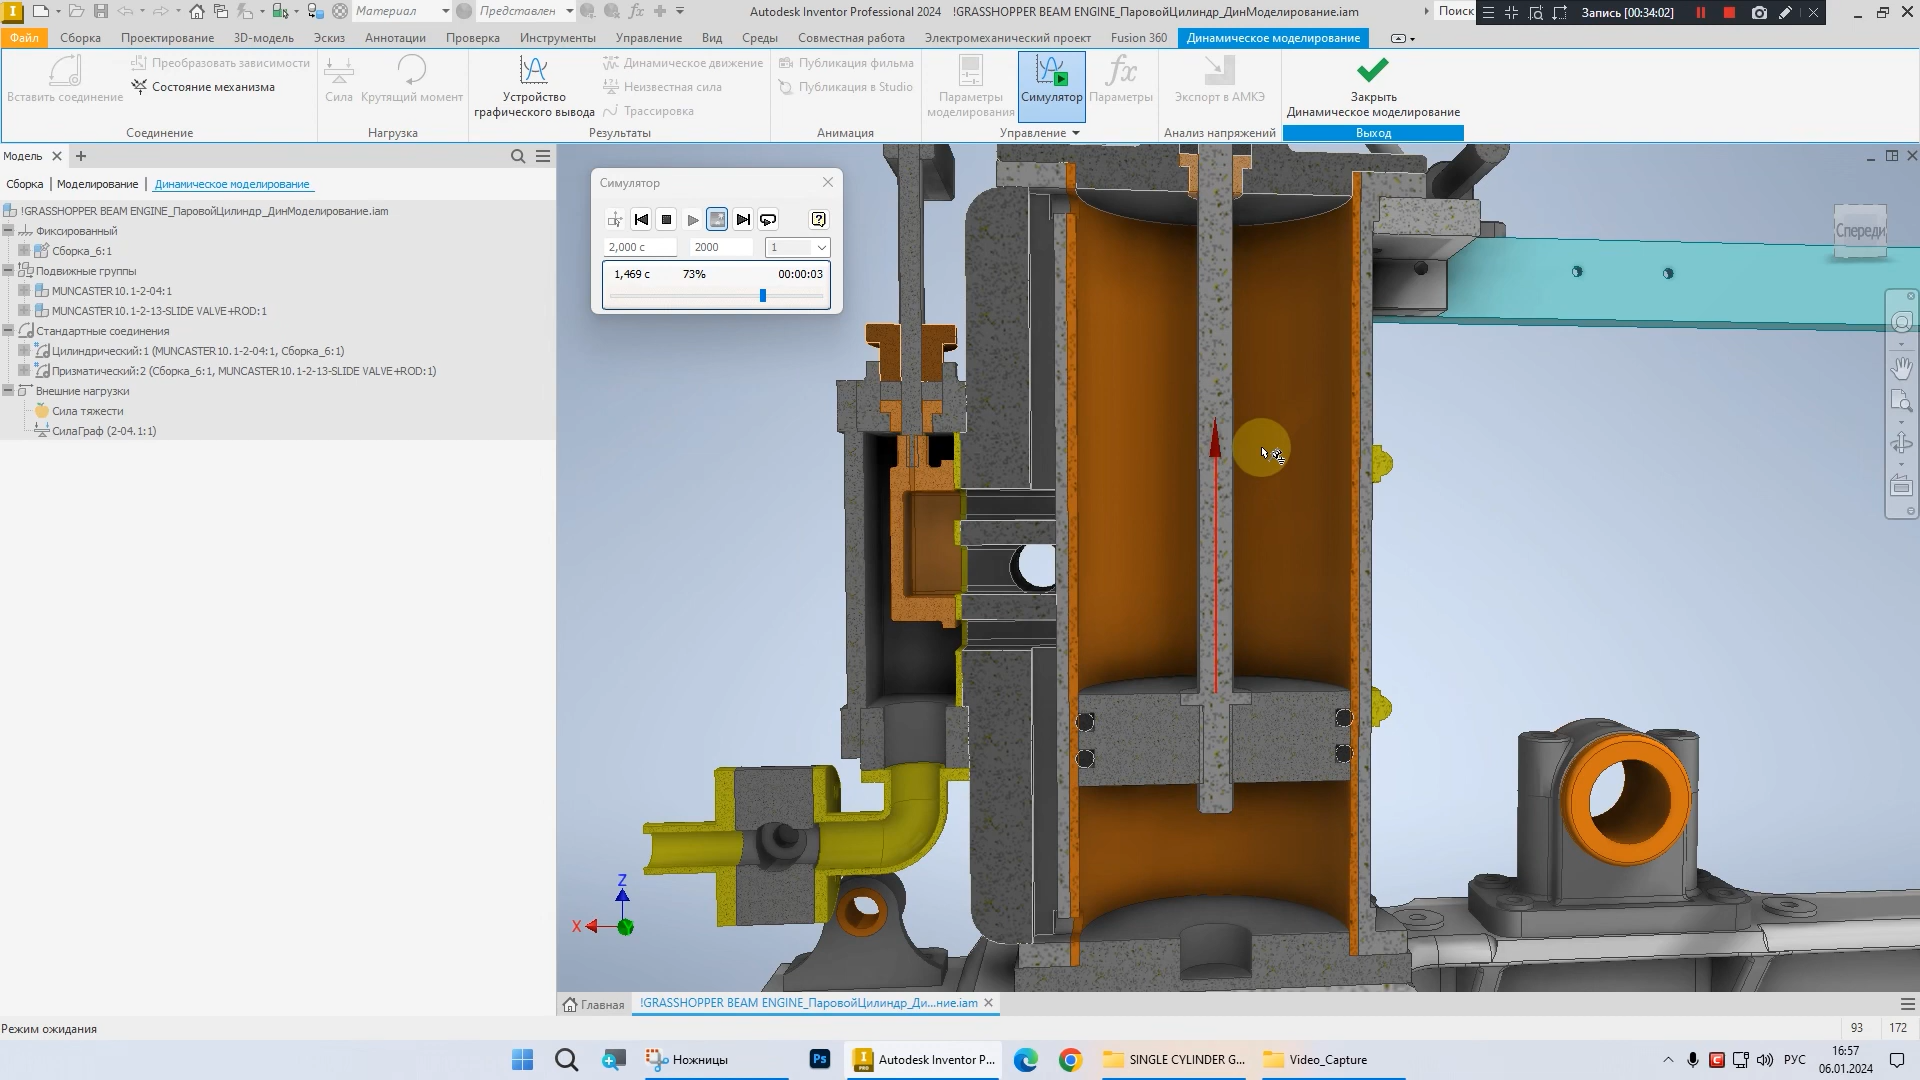 Материал
Представлен
Autodesk Inventor Professional 2024
!GRASSHOPPER BEAM ENGINE_ПаровойЦилиндр_ДинМоделирование.iam
Поиск
Запись [00:34:02]
Файл
Сборка
Проектирование
3D-модель
Эскиз
Аннотации
Проверка
Инструменты
Управление
Вид
Среды
Совместная работа
Электромеханический проект
Fusion 360
Динамическое моделирование
Вставить соединение
Преобразовать зависимости
Состояние механизма
Соединение
Сила
Крутящий момент
Нагрузка
Устройство
графического вывода
Динамическое движение
Неизвестная сила
Трассировка
Результаты
Публикация фильма
Публикация в Studio
Анимация
Параметры
моделирования
Симулятор
fx
Параметры
Управление
Экспорт в АМКЭ
Анализ напряжений
Закрыть
Динамическое моделирование
Выход
Модель
Сборка
Моделирование
Динамическое моделирование
!GRASSHOPPER BEAM ENGINE_ПаровойЦилиндр_ДинМоделирование.iam
Фиксированный
Сборка_6:1
Подвижные группы
MUNCASTER10.1-2-04:1
MUNCASTER10.1-2-13-SLIDE VALVE+ROD:1
Стандартные соединения
Цилиндрический:1 (MUNCASTER10.1-2-04:1, Сборка_6:1)
Призматический:2 (Сборка_6:1, MUNCASTER10.1-2-13-SLIDE VALVE+ROD:1)
Внешние нагрузки
Сила тяжести
СилаГраф (2-04.1:1)
Симулятор
2,000 с
2000
1
1,469 с
73%
00:00:03
Спереди
Z
X
Главная
!GRASSHOPPER BEAM ENGINE_ПаровойЦилиндр_Ди...ние.iam
Режим ожидания
93
172
Ножницы
Ps
Autodesk Inventor P...
SINGLE CYLINDER G...
Video_Capture
РУС
16:57
06.01.2024